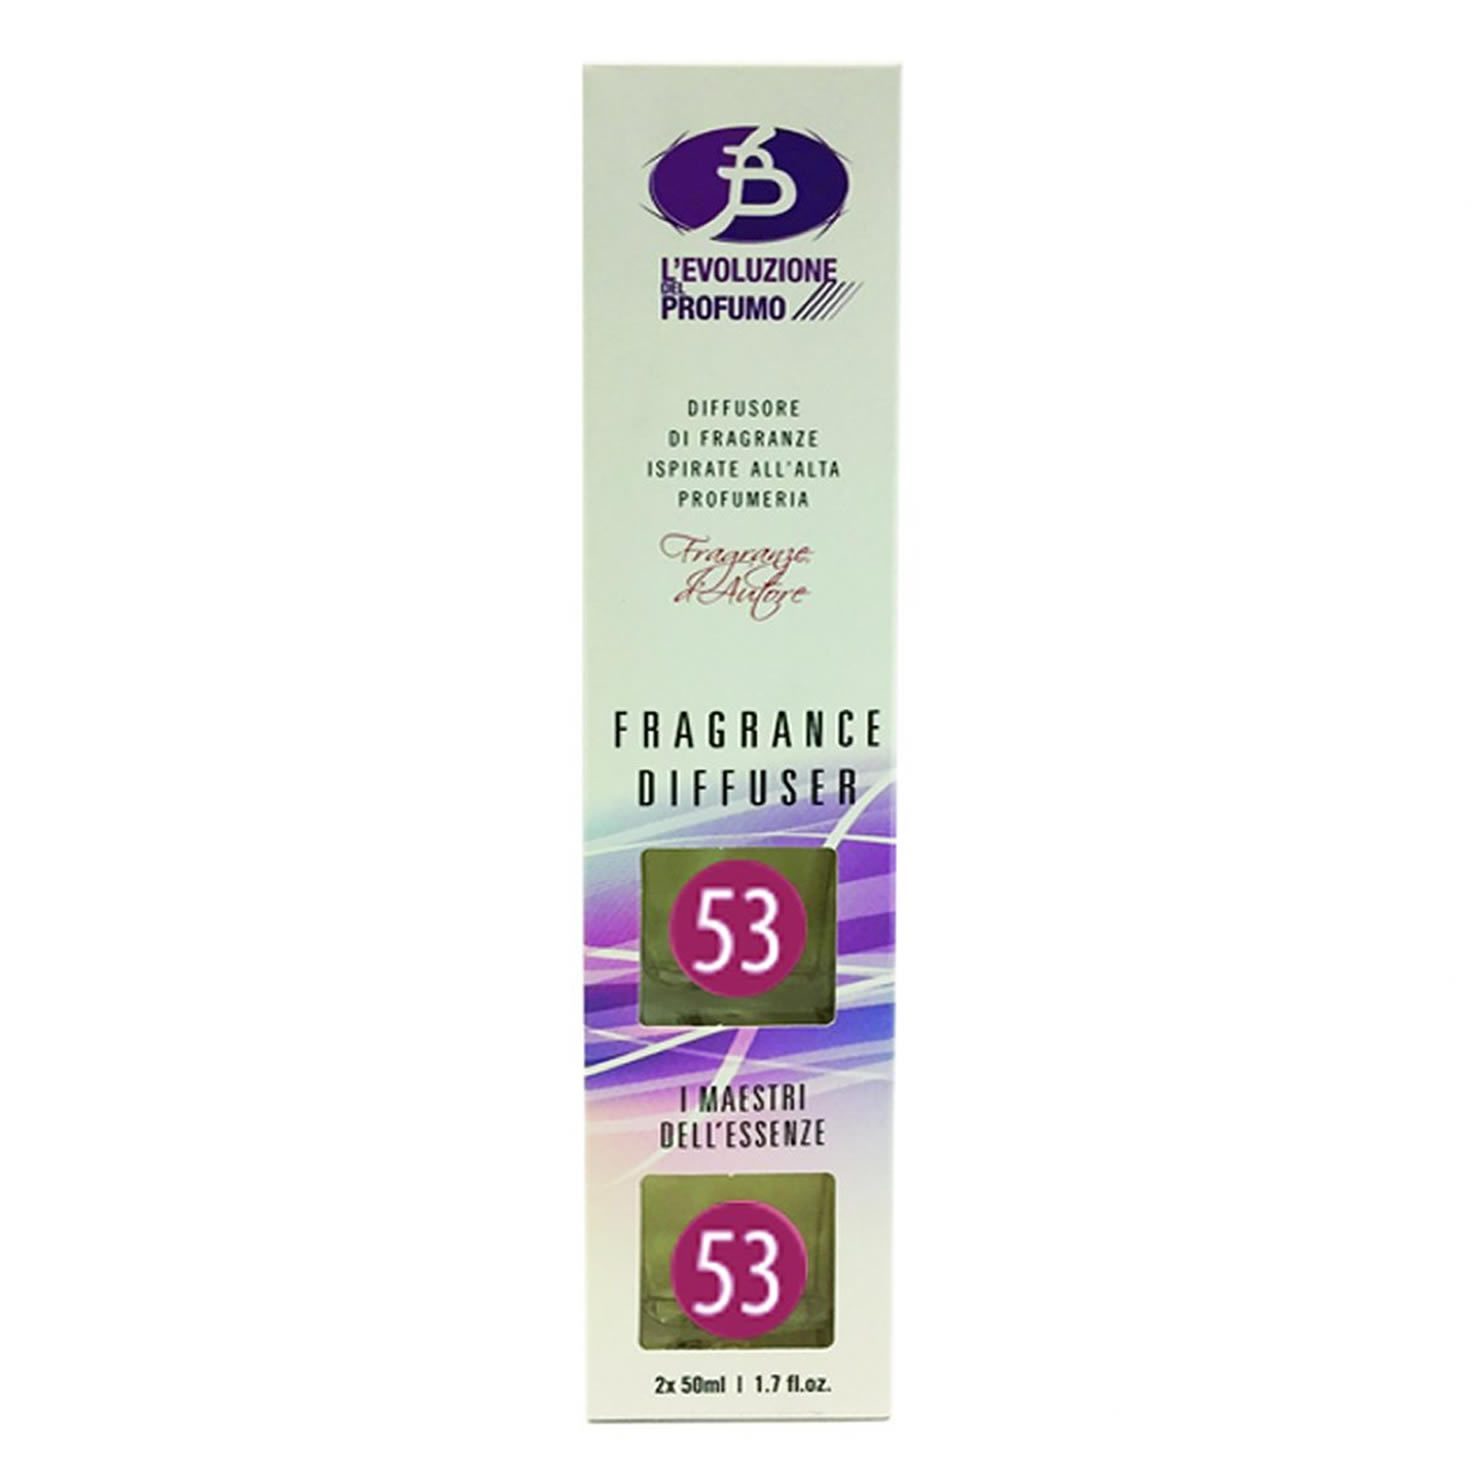 B
L'EVOLUZIONE
DEL
PROFUMO
DIFFUSORE
DI FRAGRANZE
ISPIRATE ALL'ALTA
PROFUMERIA
Fragranze
d'Autore
FRAGRANCE
DIFFUSER
53
I MAESTRI
DELL'ESSENZE
53
2x 50ml | 1.7 fl.oz.